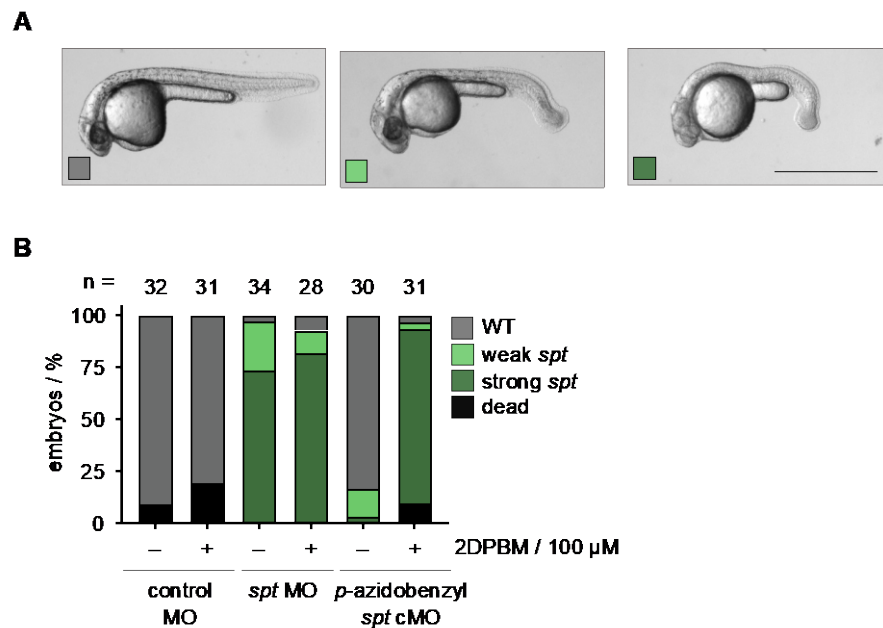 A
B
n = 32 31 34 28 30 31
100
75
50
25
0
embryos / %
WT
weak spt
strong spt
dead
– + – + – + 2DPBM / 100 µM
control MO
spt MO
p-azidobenzyl spt cMO